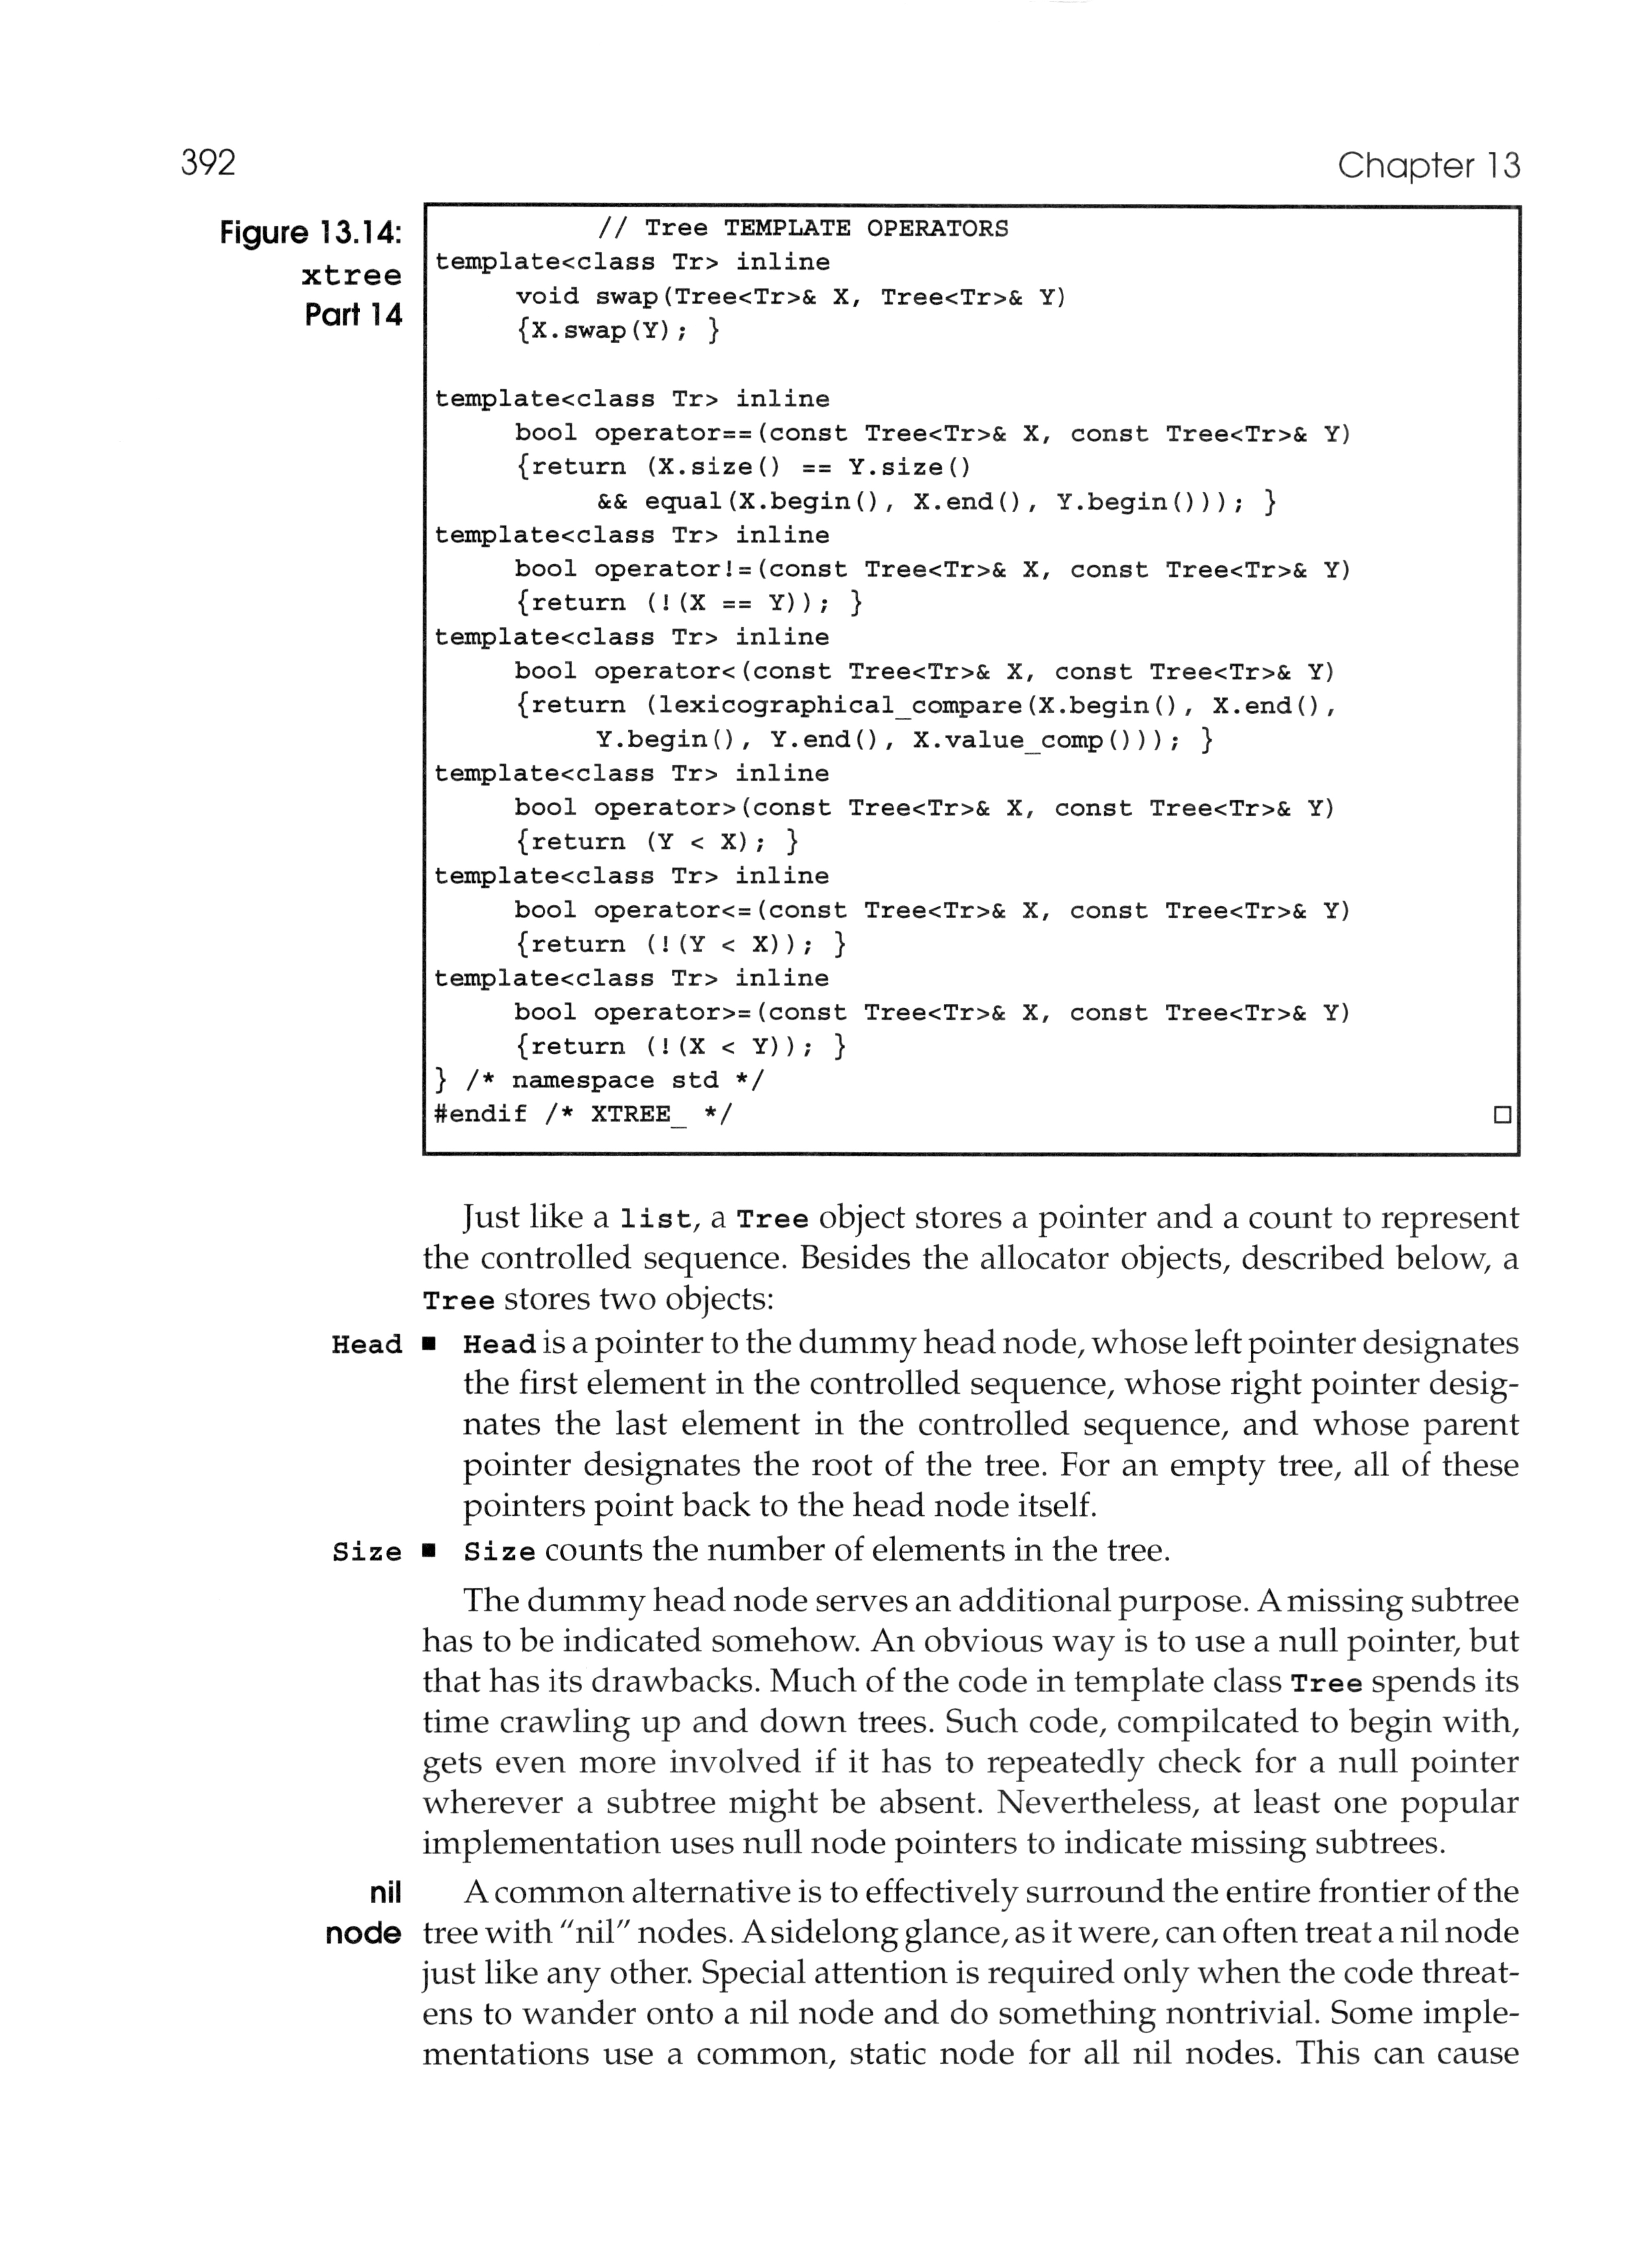 392
Chapter 13
Figure 13.14:
xtree
Part 14
// Tree TEMPLATE OPERATORS
template<class Tr> inline
void swap(Tree<Tr>& X, Tree<Tr>& Y)
{X.swap(Y); }
template<class Tr> inline
bool operator==(const Tree<Tr>& X, const Tree<Tr>& Y)
{return (X.size() == Y.size()
&& equal(X.begin(), X.end(), Y.begin())); }
template<class Tr> inline
bool operator!=(const Tree<Tr>& X, const Tree<Tr>& Y)
{return (!(X == Y)); }
template<class Tr> inline
bool operator<(const Tree<Tr>& X, const Tree<Tr>& Y)
{return (lexicographical_compare(X.begin(), X.end(),
Y.begin(), Y.end(), X.value_comp())); }
template<class Tr> inline
bool operator>(const Tree<Tr>& X, const Tree<Tr>& Y)
{return (Y < X); }
template<class Tr> inline
bool operator<=(const Tree<Tr>& X, const Tree<Tr>& Y)
{return (!(Y < X)); }
template<class Tr> inline
bool operator>=(const Tree<Tr>& X, const Tree<Tr>& Y)
{return (!(X < Y)); }
} /* namespace std */
#endif /* XTREE_ */ □
Just like a list, a Tree object stores a pointer and a count to represent
the controlled sequence. Besides the allocator objects, described below, a
Tree stores two objects:
Head ■ Head is a pointer to the dummy head node, whose left pointer designates
the first element in the controlled sequence, whose right pointer desig-
nates the last element in the controlled sequence, and whose parent
pointer designates the root of the tree. For an empty tree, all of these
pointers point back to the head node itself.
Size ■ Size counts the number of elements in the tree.
The dummy head node serves an additional purpose. A missing subtree
has to be indicated somehow. An obvious way is to use a null pointer, but
that has its drawbacks. Much of the code in template class Tree spends its
time crawling up and down trees. Such code, compilcated to begin with,
gets even more involved if it has to repeatedly check for a null pointer
wherever a subtree might be absent. Nevertheless, at least one popular
implementation uses null node pointers to indicate missing subtrees.
nil A common alternative is to effectively surround the entire frontier of the
node tree with "nil" nodes. A sidelong glance, as it were, can often treat a nil node
just like any other. Special attention is required only when the code threat-
ens to wander onto a nil node and do something nontrivial. Some imple-
mentations use a common, static node for all nil nodes. This can cause